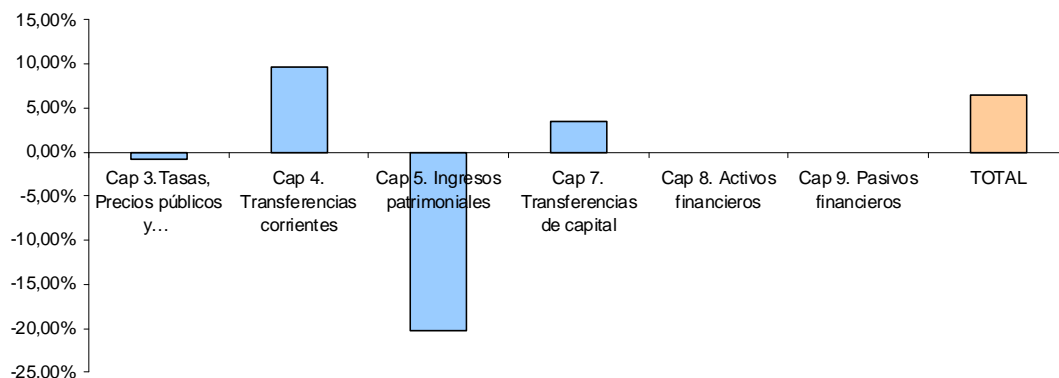 15,00%
10,00%
5,00%
0,00%
-5,00%
-10,00%
-15,00%
-20,00%
-25,00%
Cap 3.Tasas,
Precios públicos
y…
Cap 4.
Transferencias
corrientes
Cap 5. Ingresos
patrimoniales
Cap 7.
Transferencias
de capital
Cap 8. Activos
financieros
Cap 9. Pasivos
financieros
TOTAL